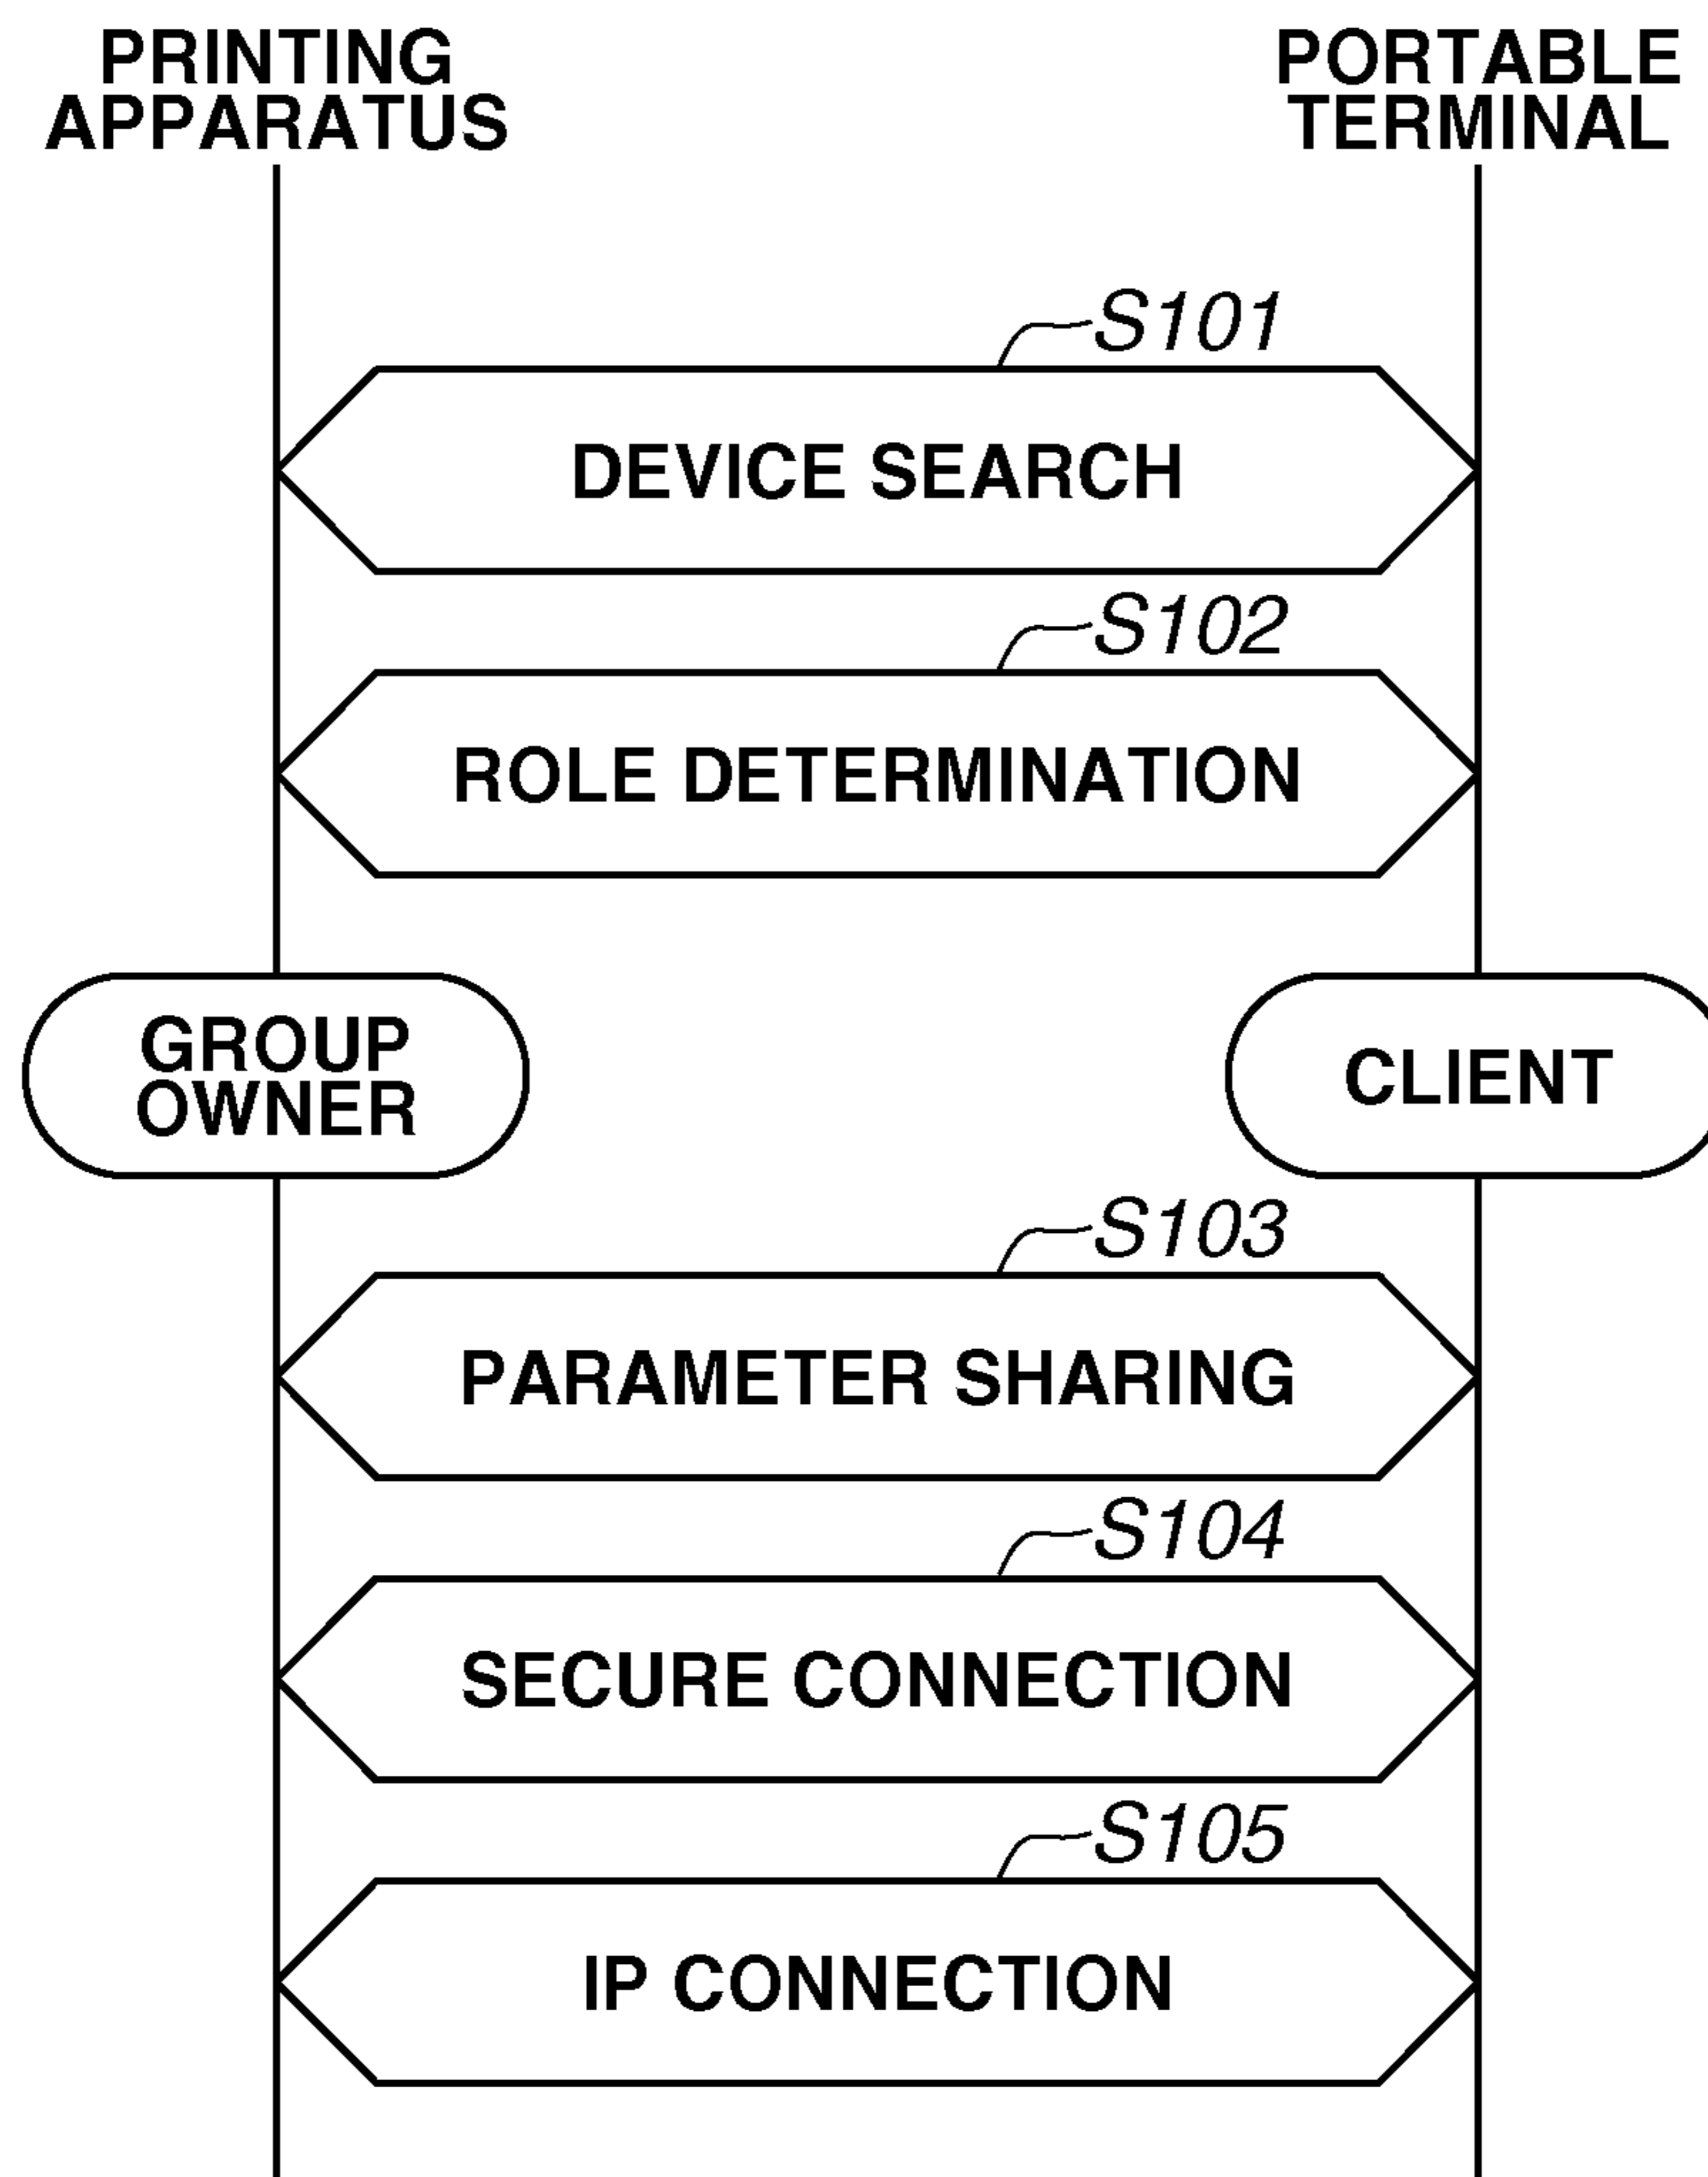 PRINTING
APPARATUS
PORTABLE
TERMINAL
S101
DEVICE SEARCH
S102
ROLE DETERMINATION
GROUP
OWNER
CLIENT
S103
PARAMETER SHARING
S104
SECURE CONNECTION
S105
IP CONNECTION